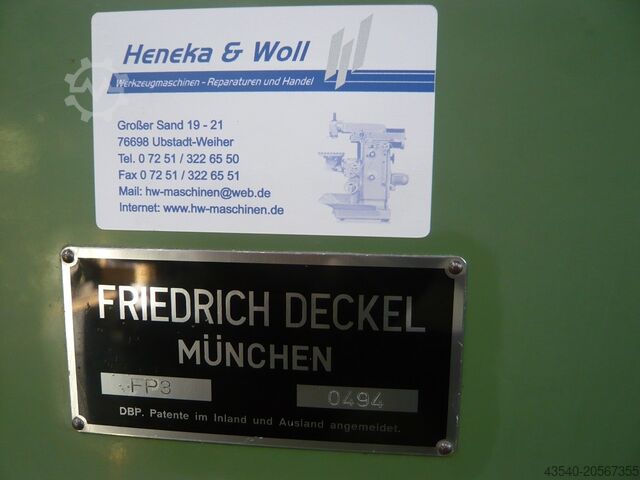 Heneka & Woll
Werkzeugmaschinen - Reparaturen und Handel
Großer Sand 19 - 21
76698 Ubstadt-Weiher
Tel. 0 72 51 / 322 65 50
Fax 0 72 51 / 322 65 51
Mail: hw-maschinen@web.de
Internet: www.hw-maschinen.de
FRIEDRICH DECKEL
MÜNCHEN
FP3 0494
DBP. Patente im Inland und Ausland angemeldet.
43540-20567355